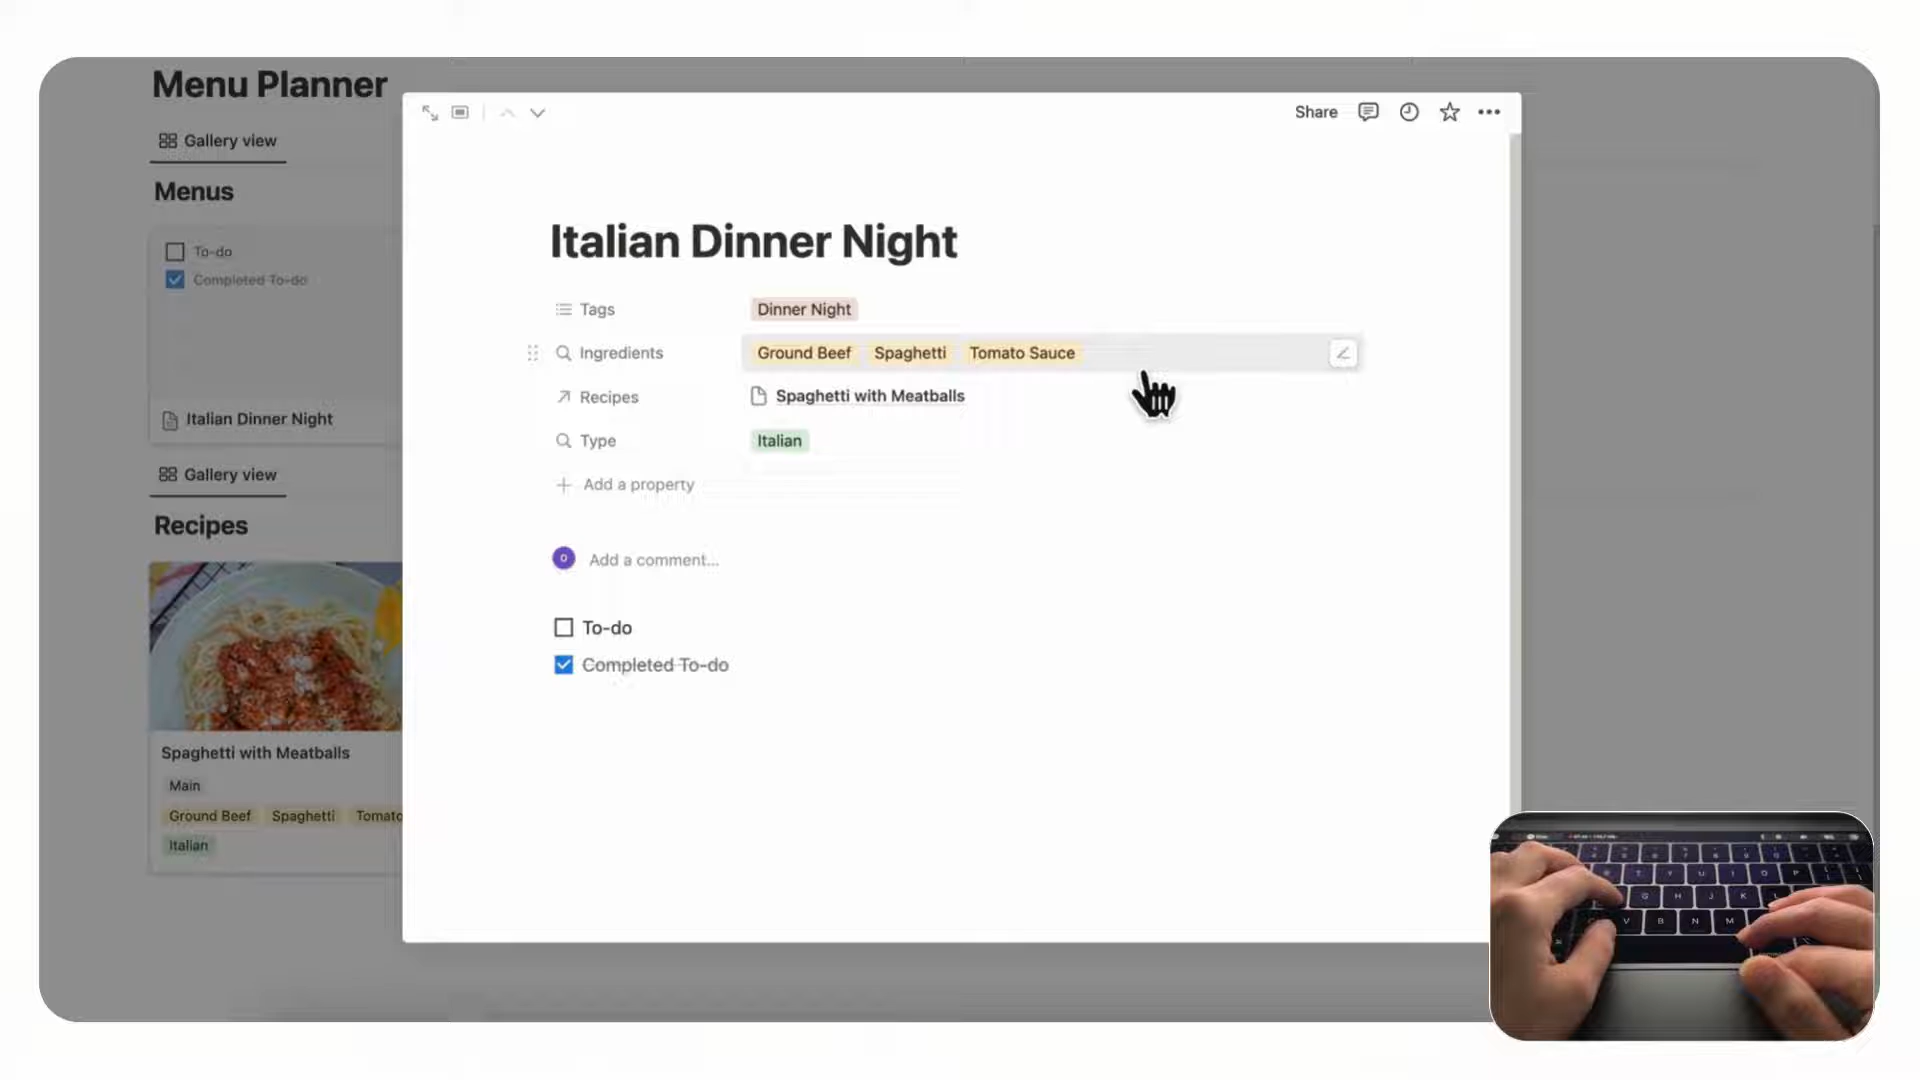 Menu Planner
Gallery view
Menus
To-do
Completed To-do
Italian Dinner Night
Gallery view
Recipes
Spaghetti with Meatballs
Main
Ground Beef Spaghetti Tomato
Italian
Share
Italian Dinner Night
Tags Dinner Night
Ingredients Ground Beef Spaghetti Tomato Sauce
Recipes Spaghetti with Meatballs
Type Italian
Add a property
Add a comment...
To-do
Completed To-do
T Y U I O P
G H J K L
V B N M